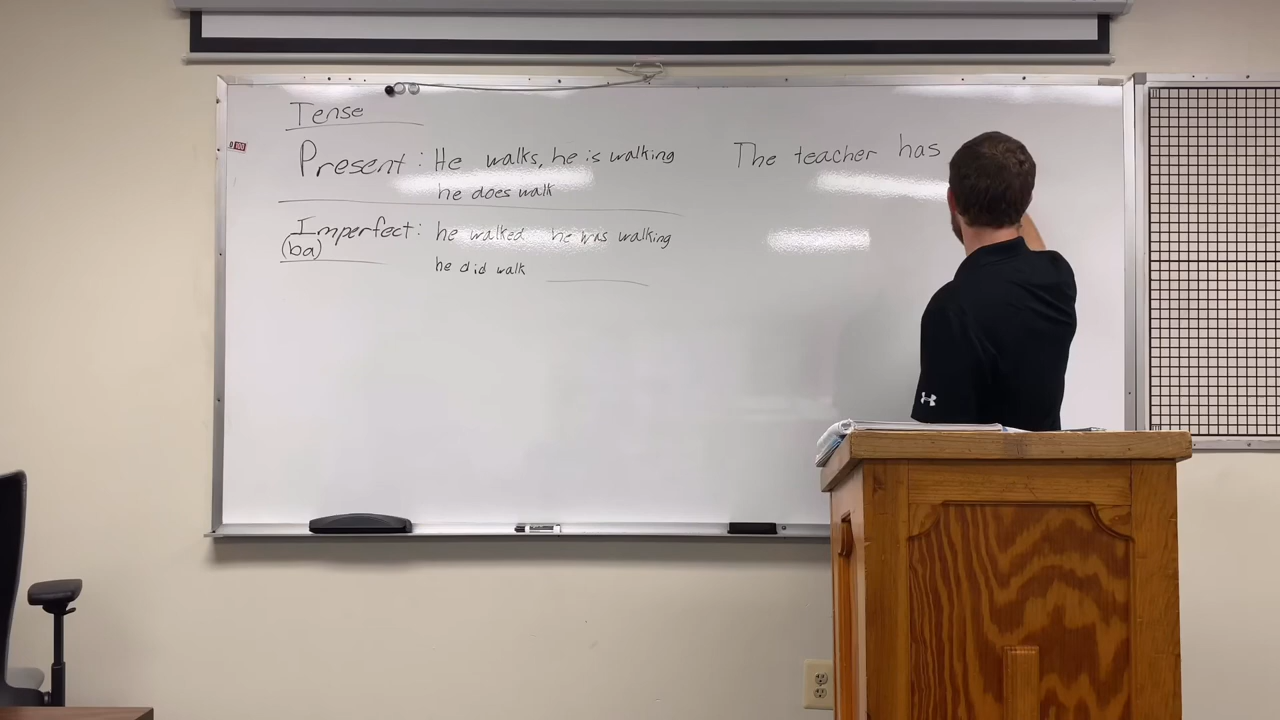 Tense
Present: He walks, he is walking
he does walk
Imperfect: he walked he was walking
(ba)
he did walk
The teacher has